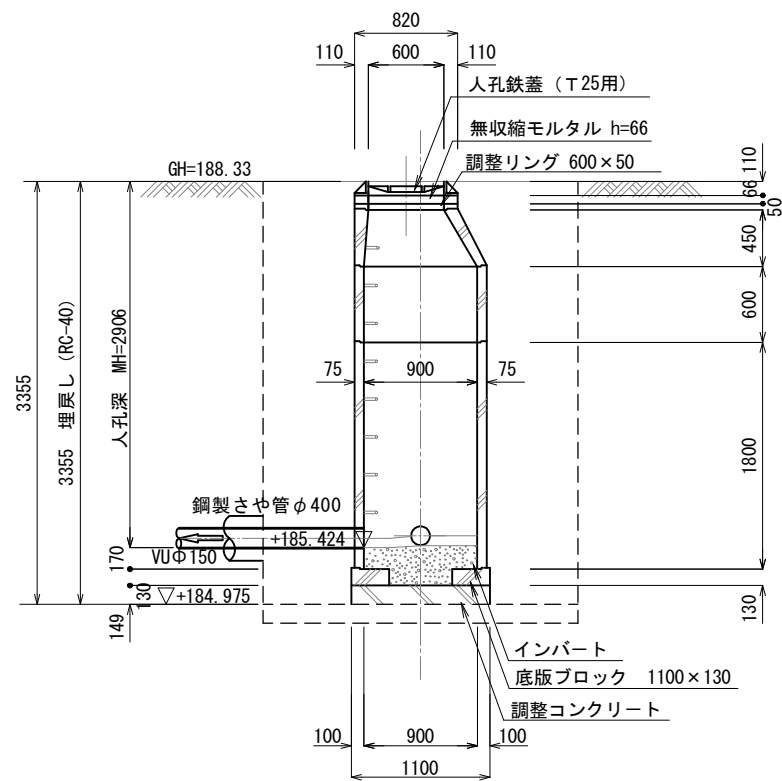 820
110
600
110
人孔鉄蓋（T25用）
無収縮モルタル h=66
調整リング 600×50
GH=188.33
110
66
50
450
600
1800
130
3355
3355 埋戻し(RC-40)
人孔深 MH=2906
75
900
75
鋼製さや管φ400
+185.424
VUΦ150
170
130
149
+184.975
インバート
底版ブロック 1100×130
調整コンクリート
100
900
100
1100